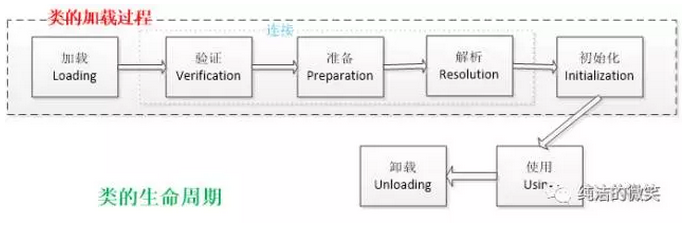 类的加载过程
连接
加载
Loading
验证
Verification
准备
Preparation
解析
Resolution
初始化
Initialization
卸载
Unloading
使用
类的生命周期
纯洁的微笑